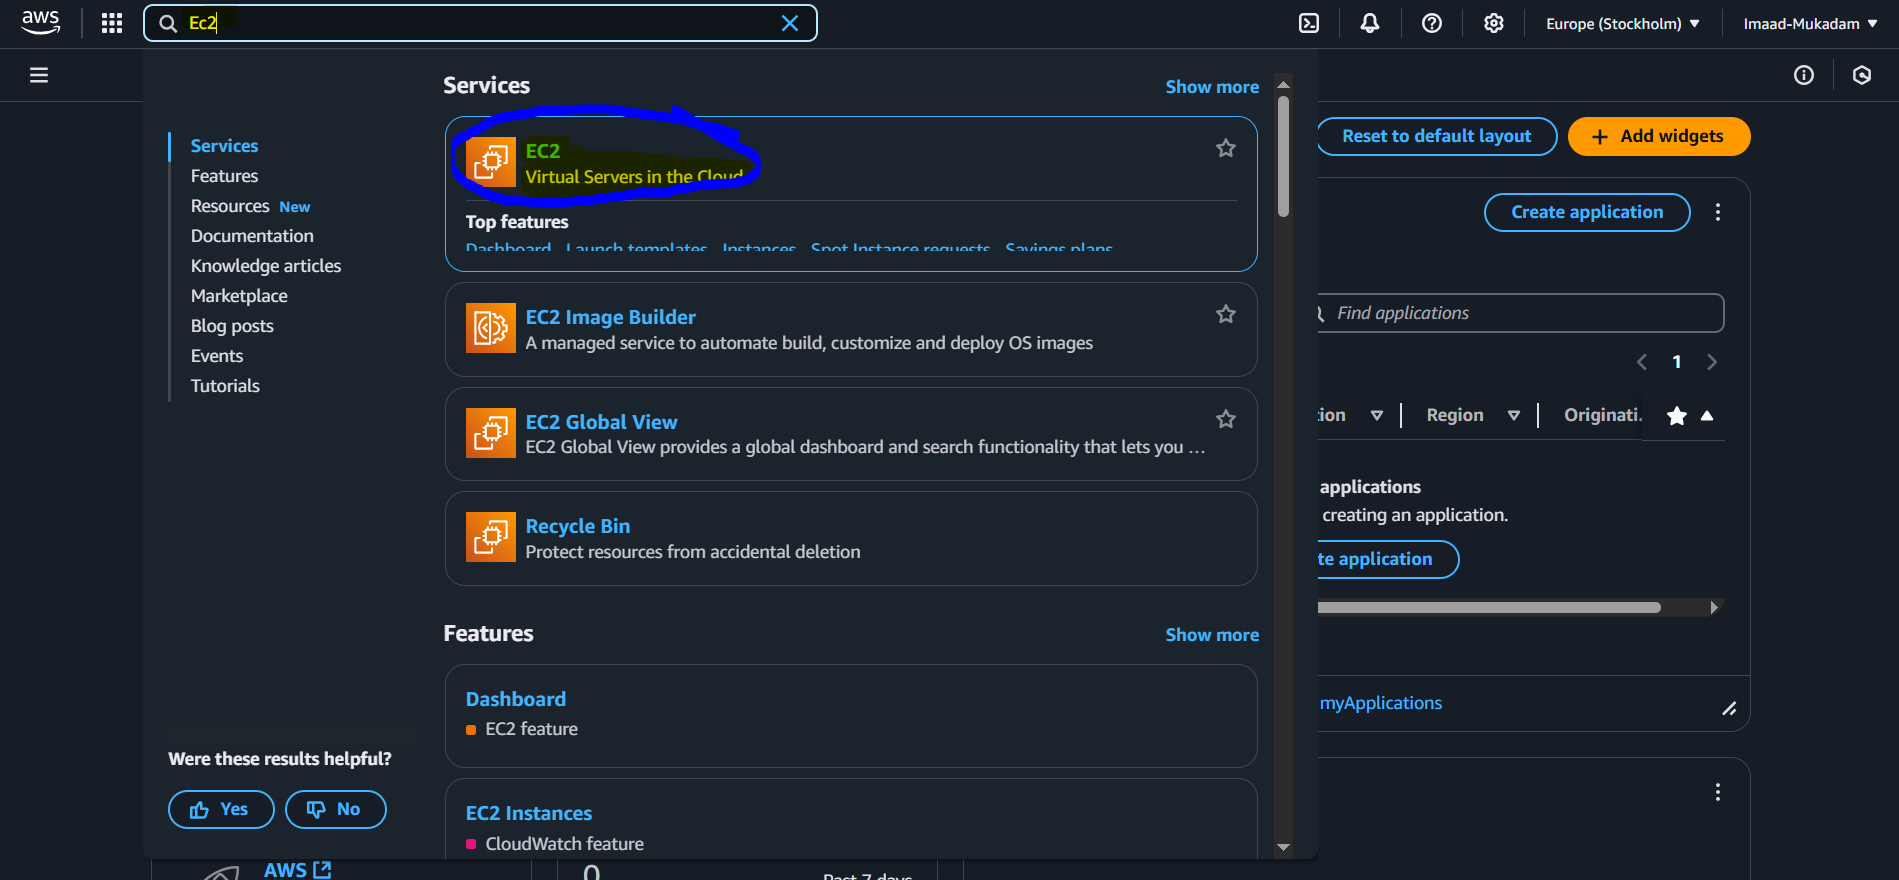 aws
Ec2
Europe (Stockholm)
Imaad-Mukadam
Services
Features
Resources New
Documentation
Knowledge articles
Marketplace
Blog posts
Events
Tutorials
Were these results helpful?
Yes
No
Services
Show more
EC2
Virtual Servers in the Cloud
Top features
Dashboard Launch templates Instances Spot Instance requests Savings plans
EC2 Image Builder
A managed service to automate build, customize and deploy OS images
EC2 Global View
EC2 Global View provides a global dashboard and search functionality that lets you …
Recycle Bin
Protect resources from accidental deletion
Features
Show more
Dashboard
EC2 feature
EC2 Instances
CloudWatch feature
Reset to default layout
+ Add widgets
Create application
Find applications
1
tion
Region
Originati.
applications
creating an application.
te application
myApplications
AWS
0
Past 7 days